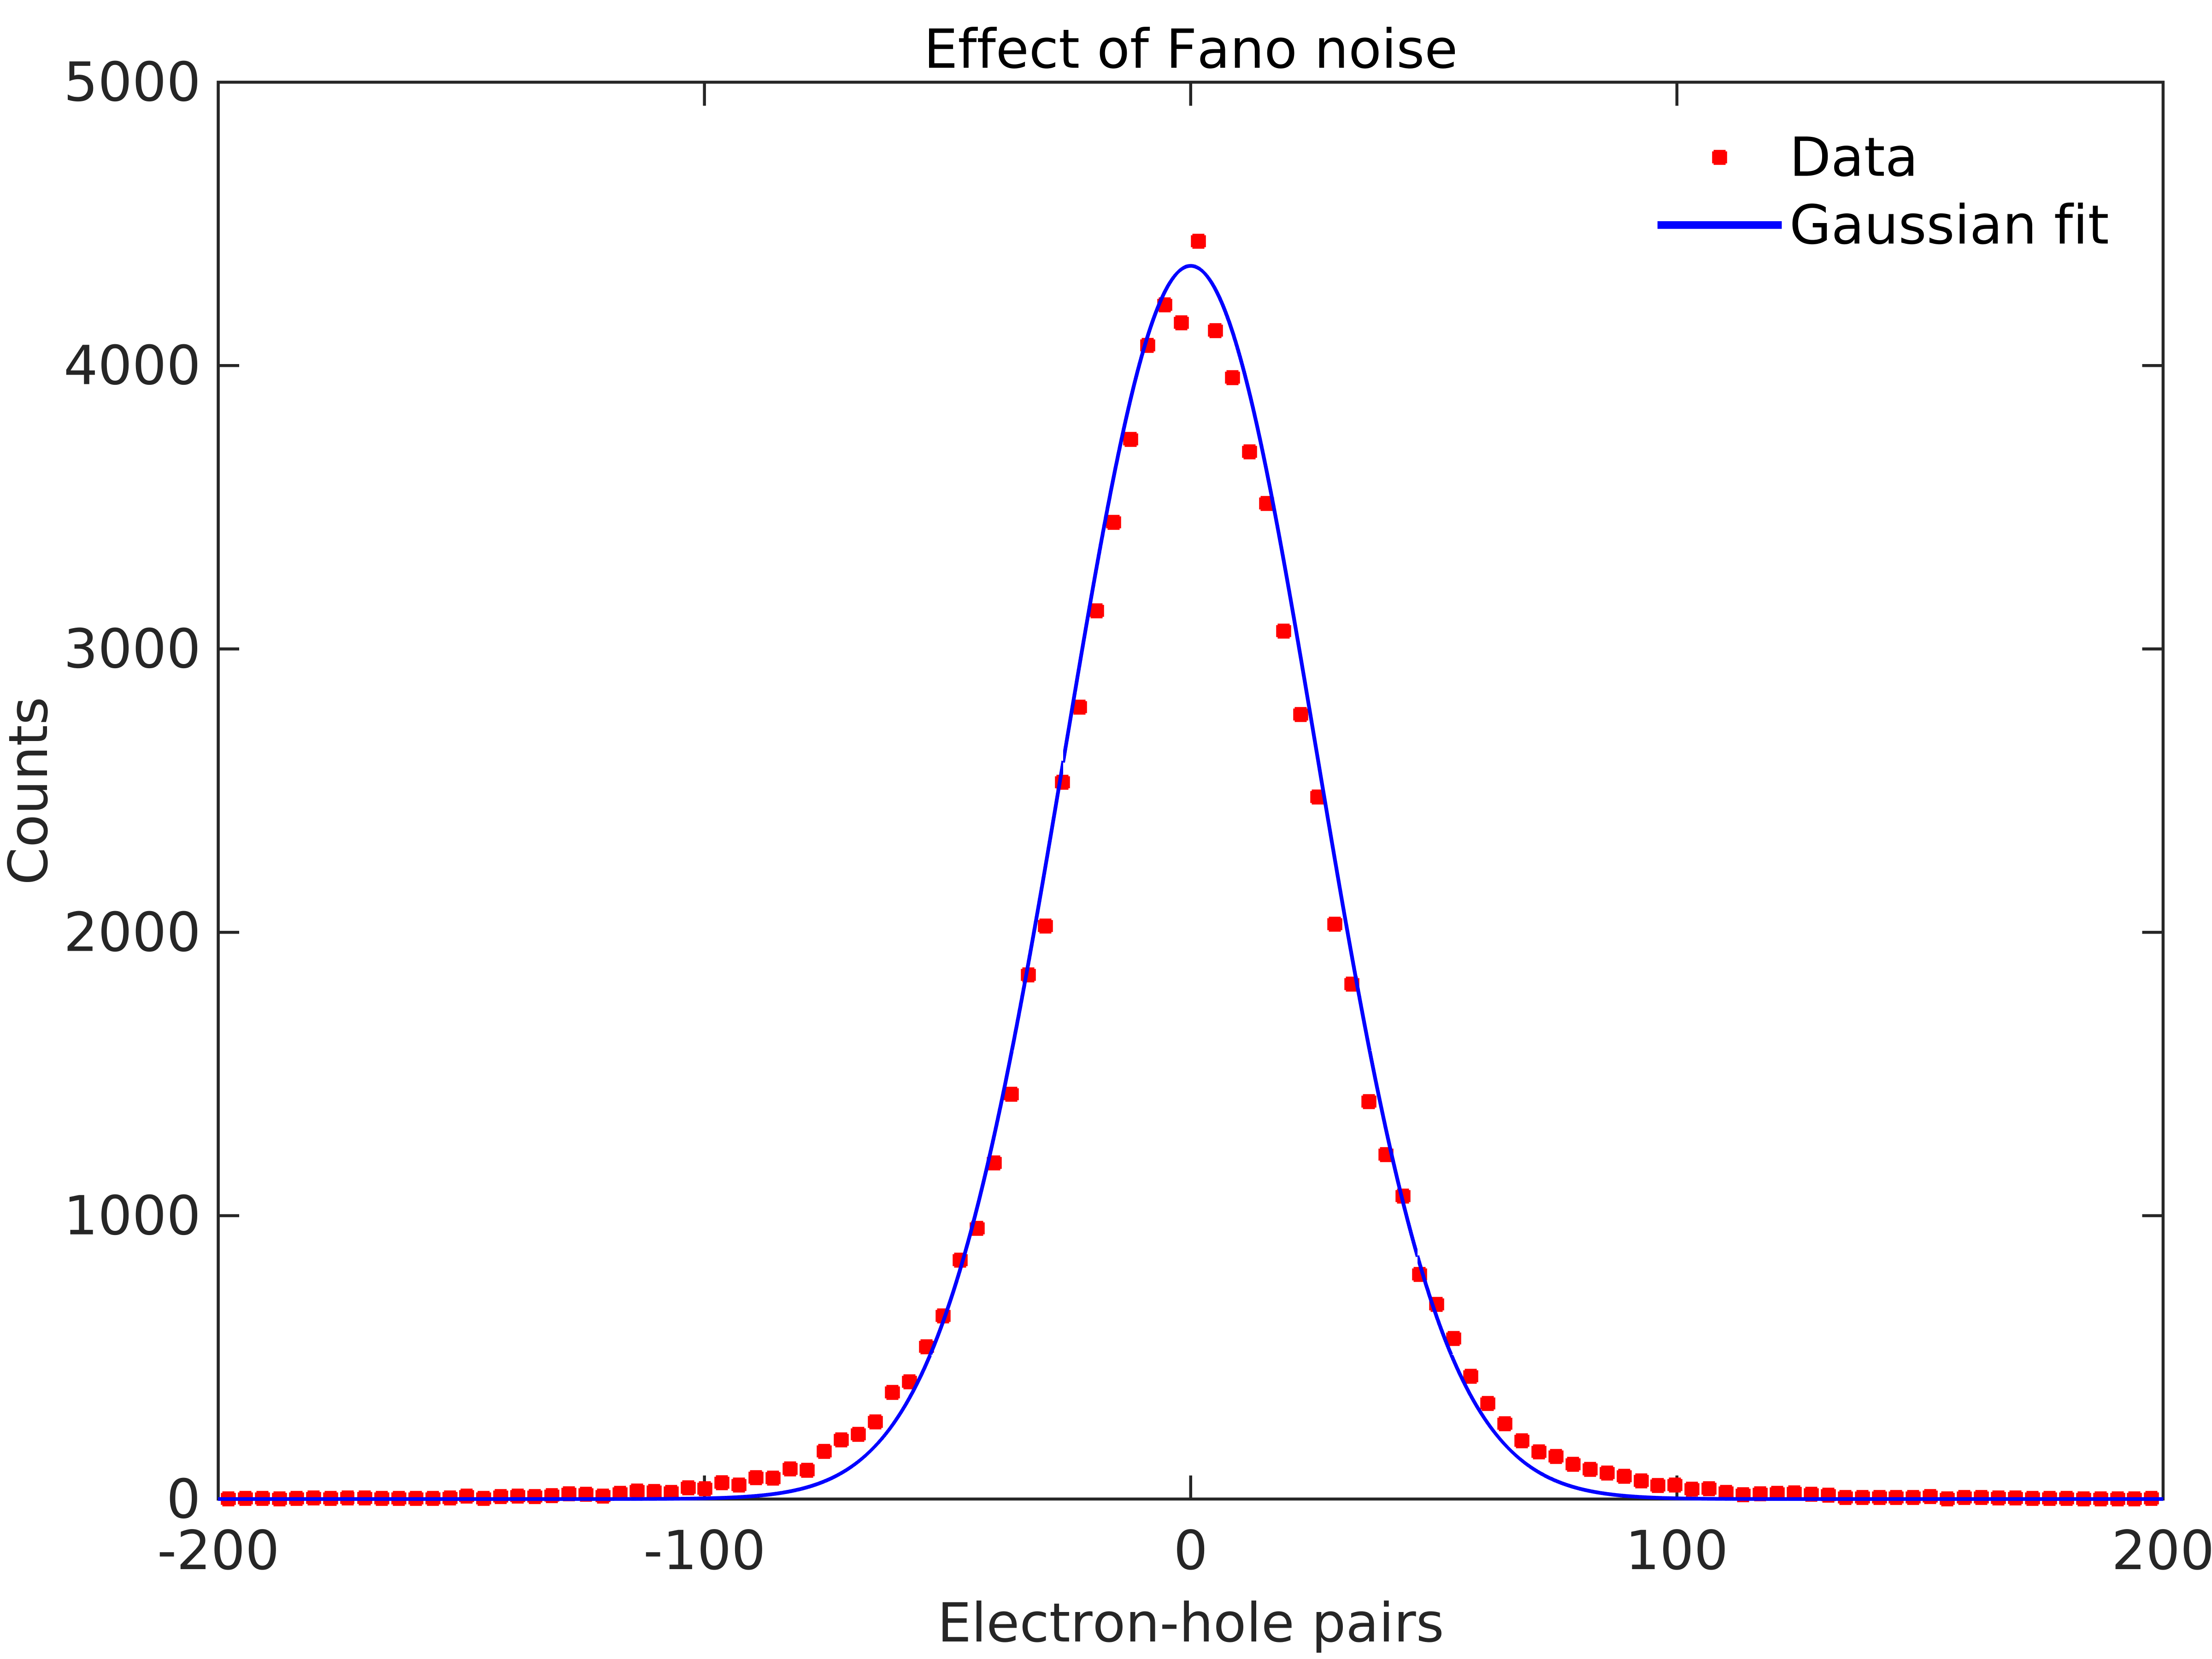 Effect of Fano noise
5000
4000
3000
2000
1000
0
Counts
Data
Gaussian fit
-200 -100 0 100 200
Electron-hole pairs